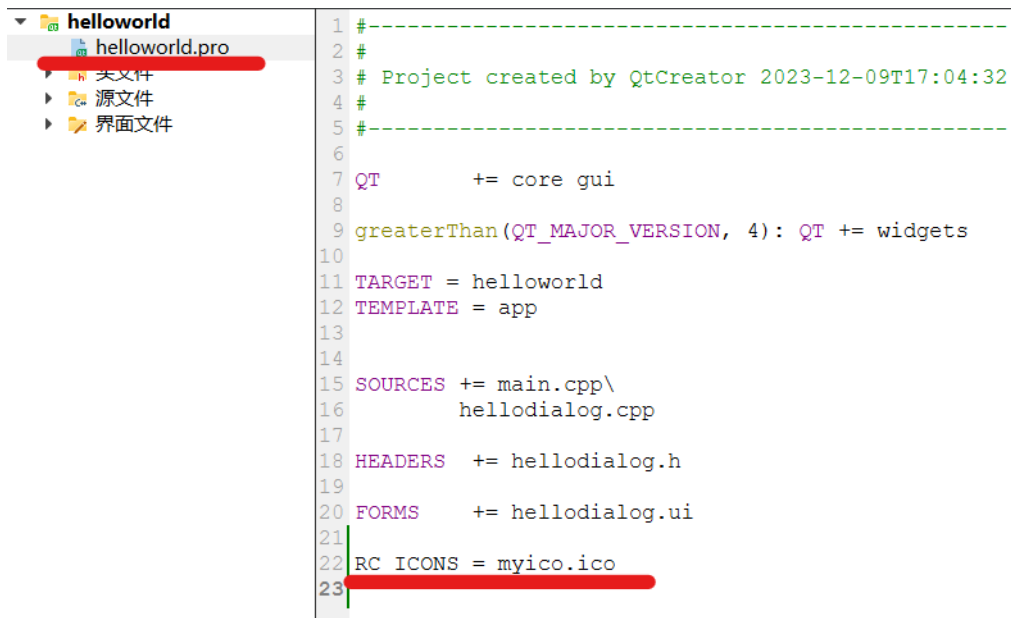 helloworld
helloworld.pro
头文件
源文件
界面文件
1 #-------------------------------------------------
2 #
3 # Project created by QtCreator 2023-12-09T17:04:32
4 #
5 #-------------------------------------------------
6
7 QT       += core gui
8
9 greaterThan(QT_MAJOR_VERSION, 4): QT += widgets
10
11 TARGET = helloworld
12 TEMPLATE = app
13
14
15 SOURCES += main.cpp\
16         hellodialog.cpp
17
18 HEADERS  += hellodialog.h
19
20 FORMS    += hellodialog.ui
21
22 RC_ICONS = myico.ico
23